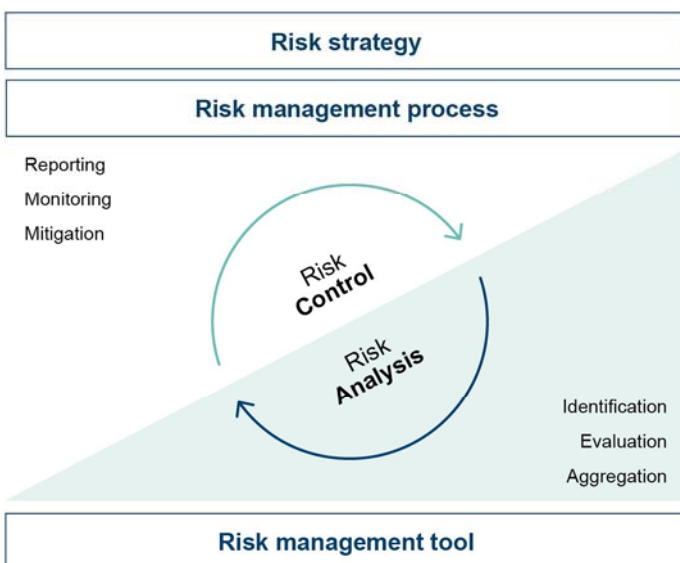 Risk strategy
Risk management process
Reporting
Monitoring
Mitigation
Risk
Control
Risk
Analysis
Identification
Evaluation
Aggregation
Risk management tool